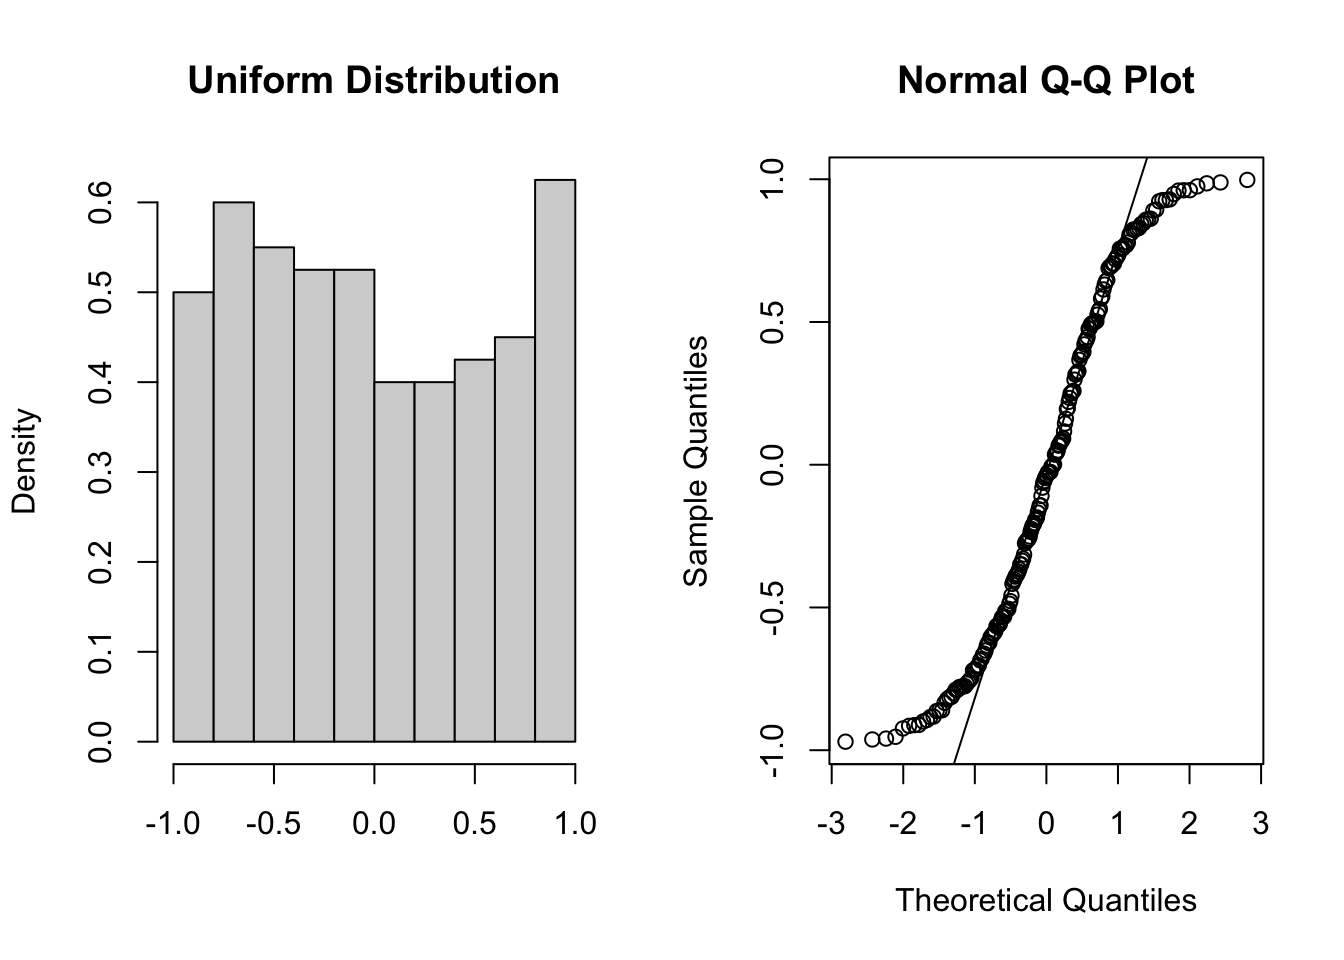 Uniform Distribution
Density
0.0 0.1 0.2 0.3 0.4 0.5 0.6
-1.0 -0.5 0.0 0.5 1.0
Normal Q-Q Plot
Sample Quantiles
-1.0 -0.5 0.0 0.5 1.0
-3 -2 -1 0 1 2 3
Theoretical Quantiles